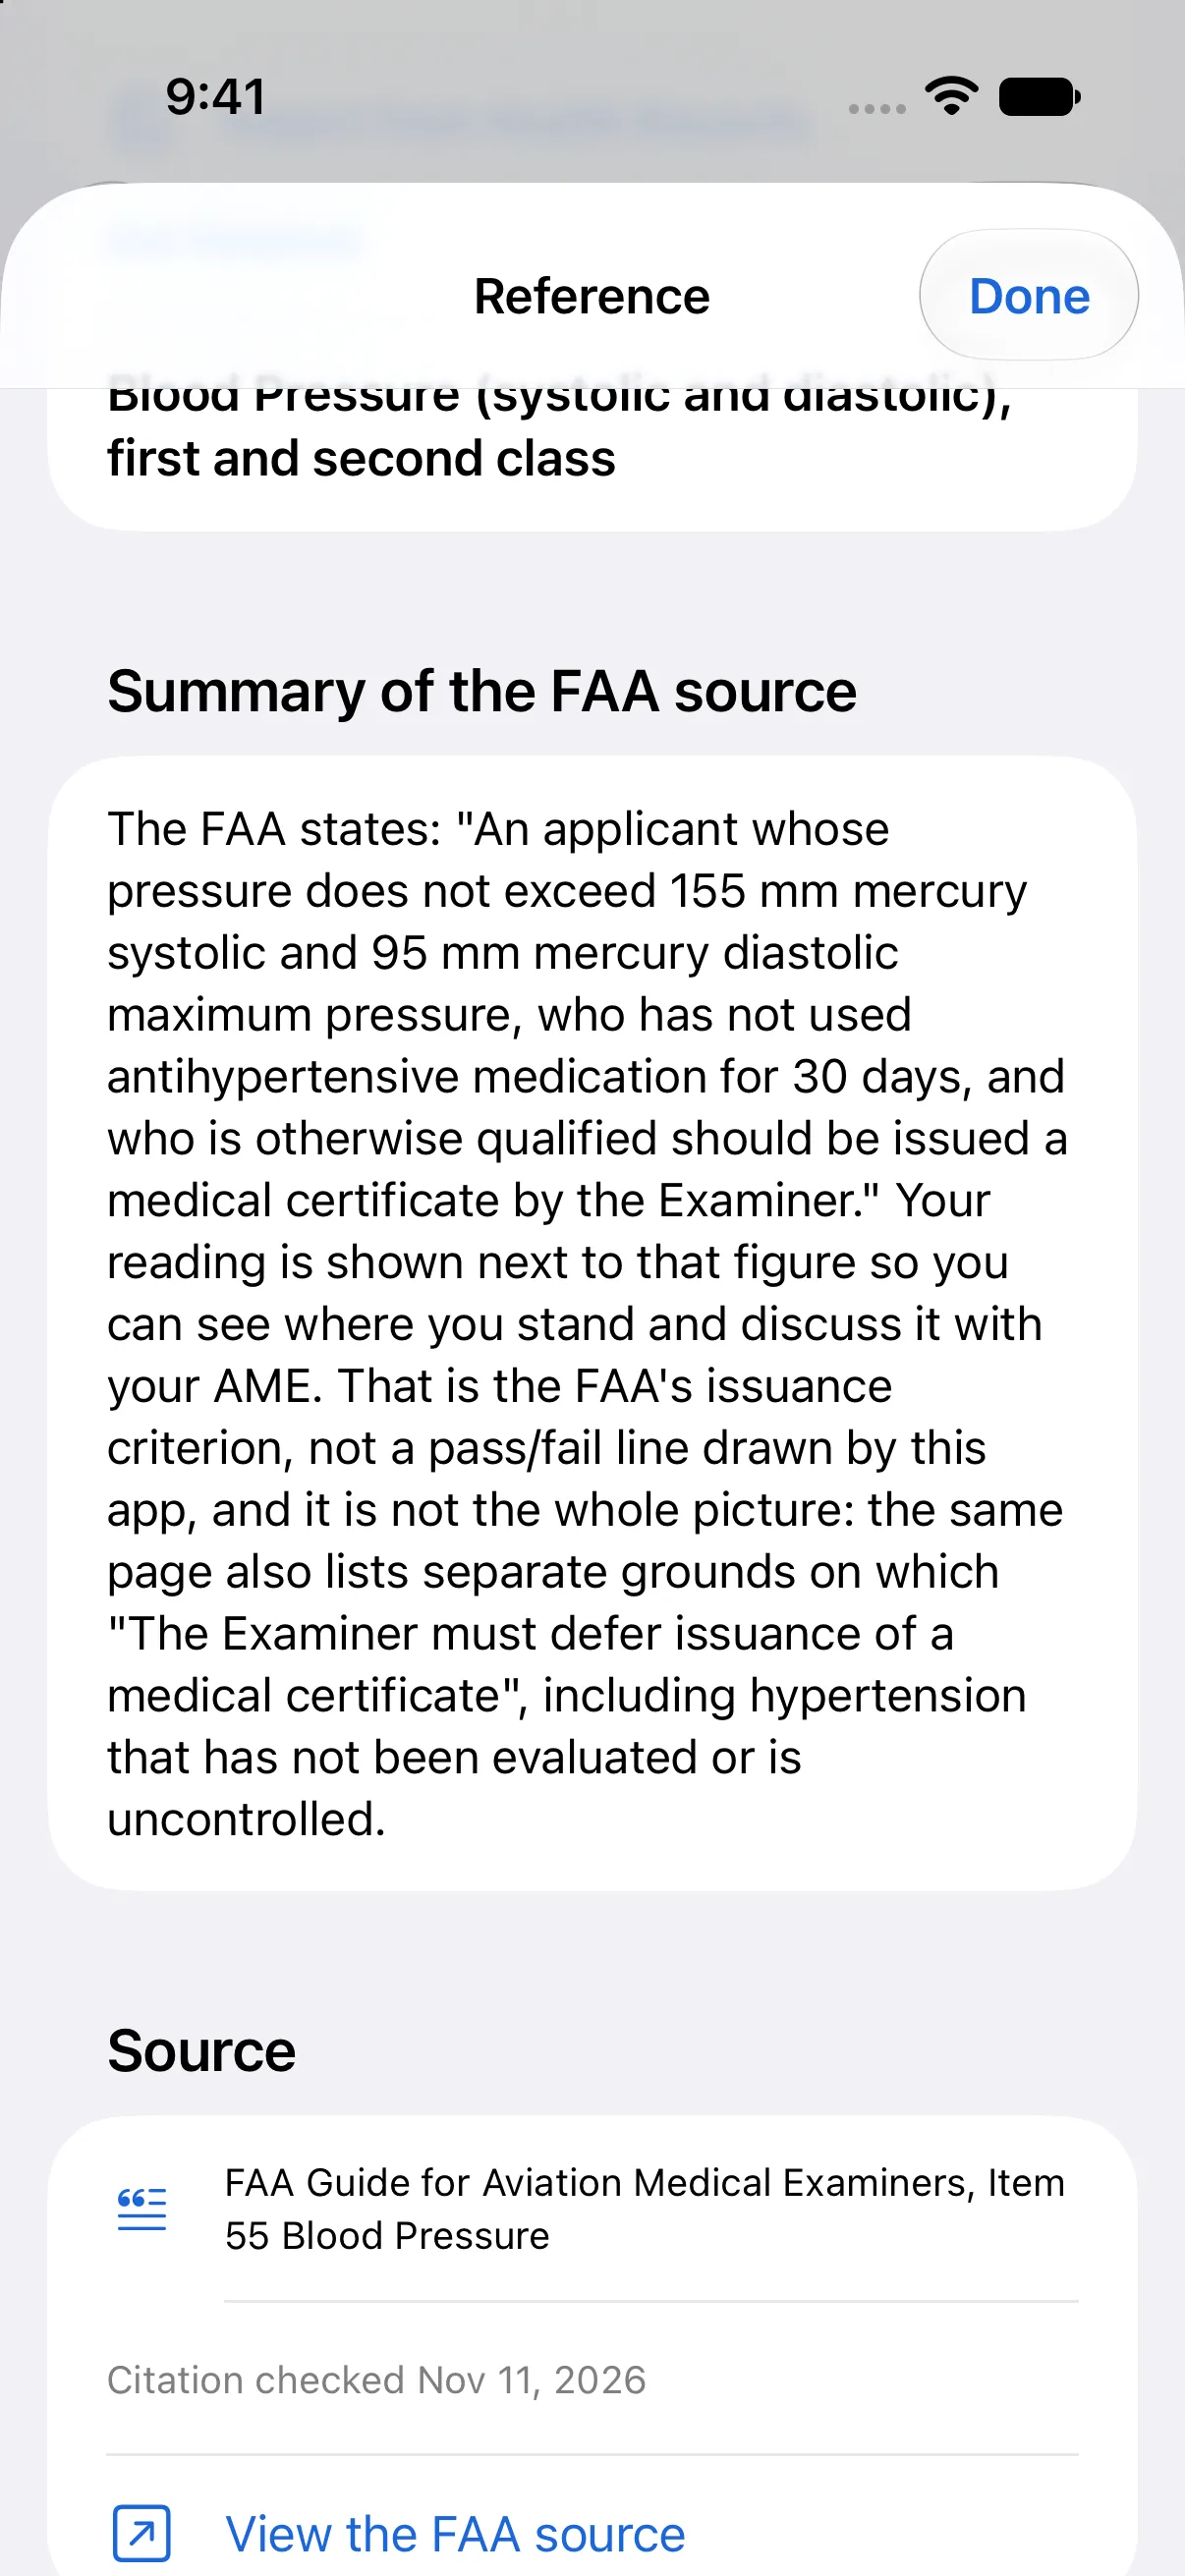 9:41
Reference
Done
Blood Pressure (systolic and diastolic),
first and second class
Summary of the FAA source
The FAA states: "An applicant whose
pressure does not exceed 155 mm mercury
systolic and 95 mm mercury diastolic
maximum pressure, who has not used
antihypertensive medication for 30 days, and
who is otherwise qualified should be issued a
medical certificate by the Examiner." Your
reading is shown next to that figure so you
can see where you stand and discuss it with
your AME. That is the FAA's issuance
criterion, not a pass/fail line drawn by this
app, and it is not the whole picture: the same
page also lists separate grounds on which
"The Examiner must defer issuance of a
medical certificate", including hypertension
that has not been evaluated or is
uncontrolled.
Source
FAA Guide for Aviation Medical Examiners, Item
55 Blood Pressure
Citation checked Nov 11, 2026
View the FAA source